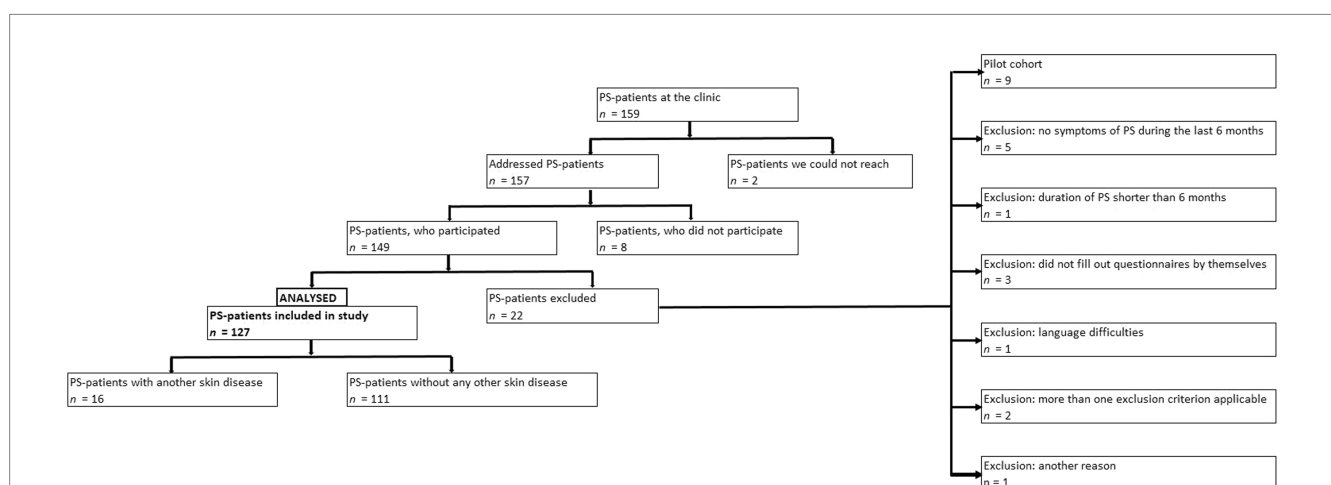 PS-patients at the clinic
n = 159
Addressed PS-patients
n = 157
PS-patients we could not reach
n = 2
PS-patients, who participated
n = 149
PS-patients, who did not participate
n = 8
ANALYSED
PS-patients included in study
n = 127
PS-patients excluded
n = 22
PS-patients with another skin disease
n = 16
PS-patients without any other skin disease
n = 111
Pilot cohort
n = 9
Exclusion: no symptoms of PS during the last 6 months
n = 5
Exclusion: duration of PS shorter than 6 months
n = 1
Exclusion: did not fill out questionnaires by themselves
n = 3
Exclusion: language difficulties
n = 1
Exclusion: more than one exclusion criterion applicable
n = 2
Exclusion: another reason
n = 1